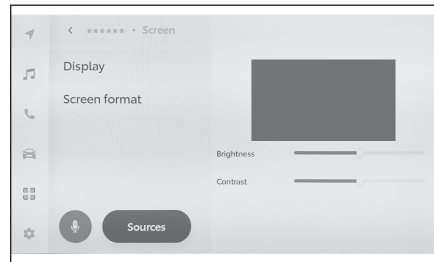 < ****** • Screen
Display
Screen format
Brightness
Contrast
Sources